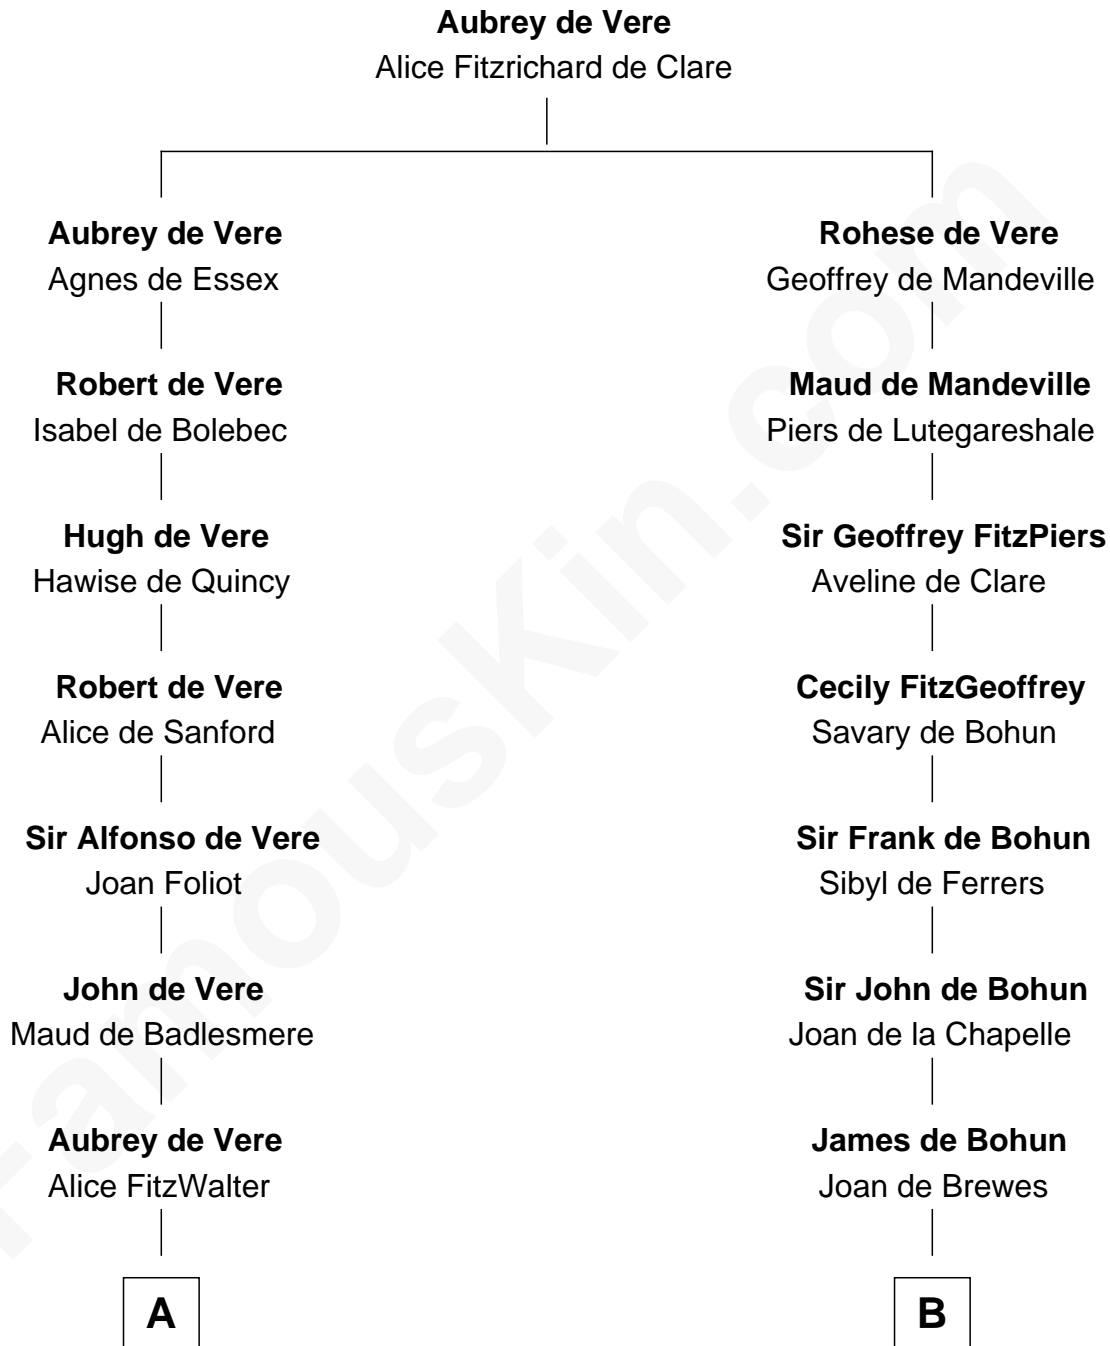 Aubrey de Vere
Alice Fitzrichard de Clare
Aubrey de Vere
Agnes de Essex
Rohese de Vere
Geoffrey de Mandeville
Robert de Vere
Isabel de Bolebec
Maud de Mandeville
Piers de Lutegareshale
Hugh de Vere
Hawise de Quincy
Sir Geoffrey FitzPiers
Aveline de Clare
Robert de Vere
Alice de Sanford
Cecily FitzGeoffrey
Savary de Bohun
Sir Alfonso de Vere
Joan Foliot
Sir Frank de Bohun
Sibyl de Ferrers
John de Vere
Maud de Badlesmere
Sir John de Bohun
Joan de la Chapelle
Aubrey de Vere
Alice FitzWalter
James de Bohun
Joan de Brewes
A
B
FamousKin.com